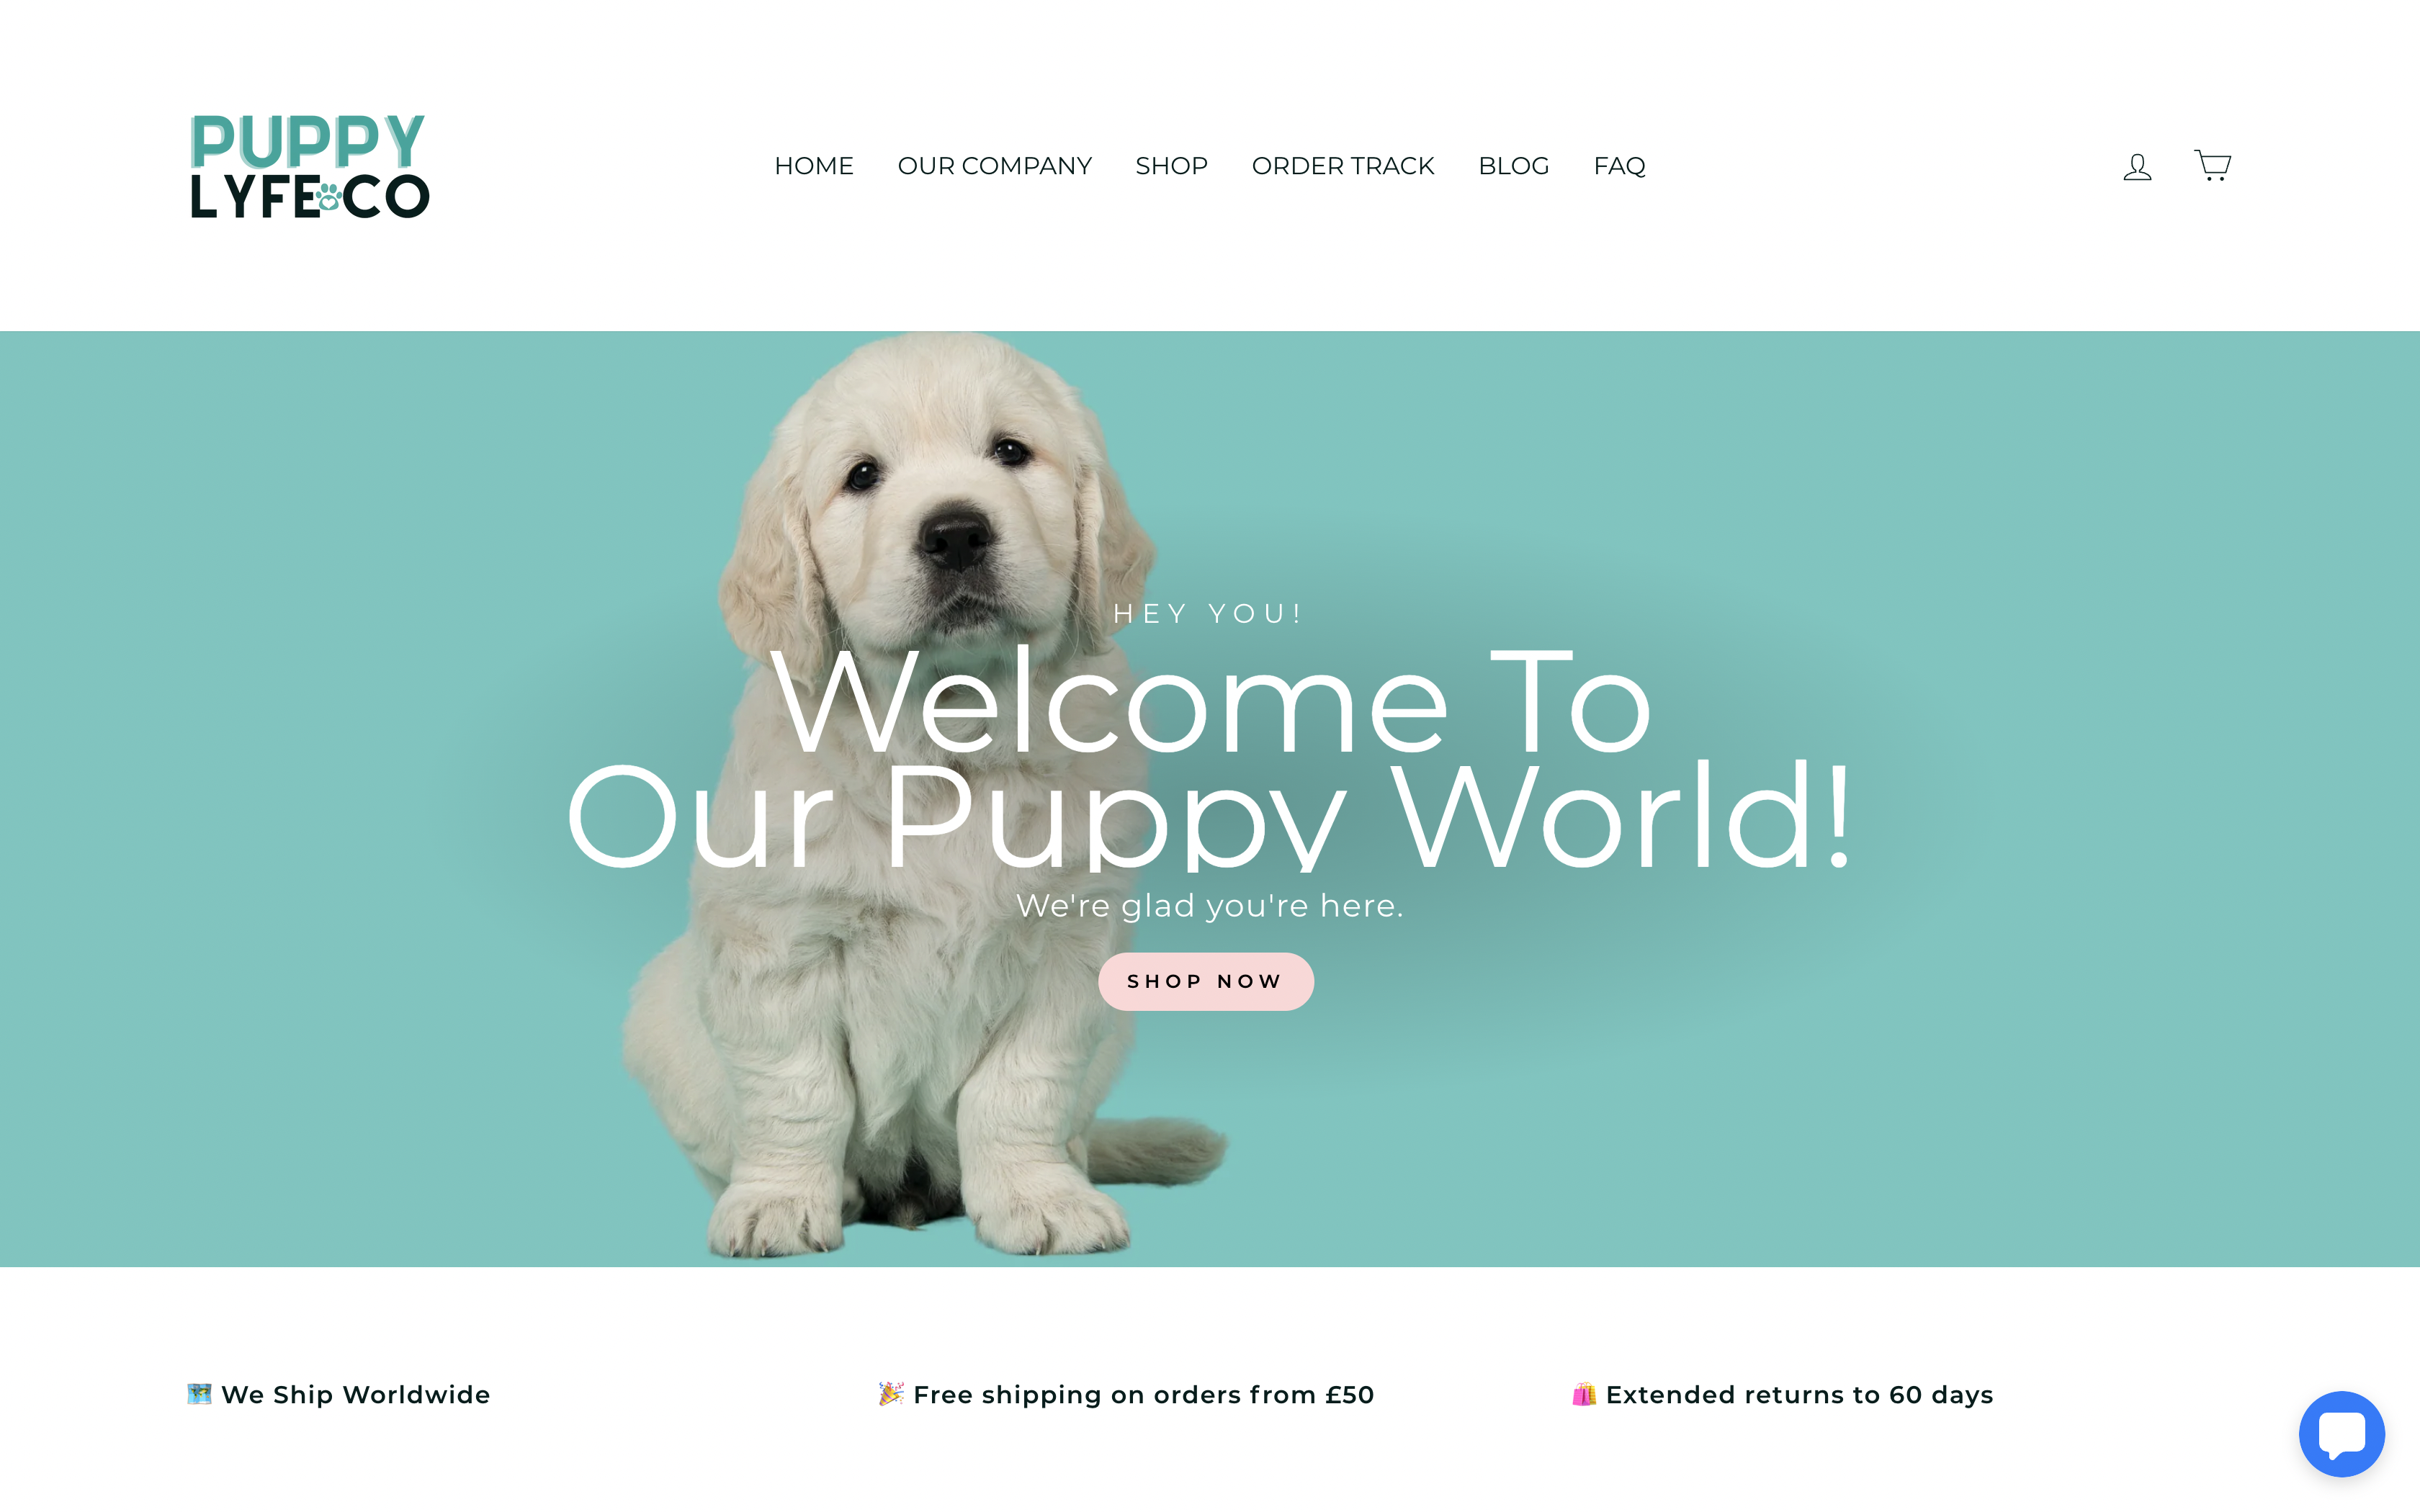 PUPPY
LYFE CO
HOME OUR COMPANY SHOP ORDER TRACK BLOG FAQ
HEY YOU!
Welcome To
Our Puppy World!
We're glad you're here.
SHOP NOW
We Ship Worldwide
Free shipping on orders from £50
Extended returns to 60 days